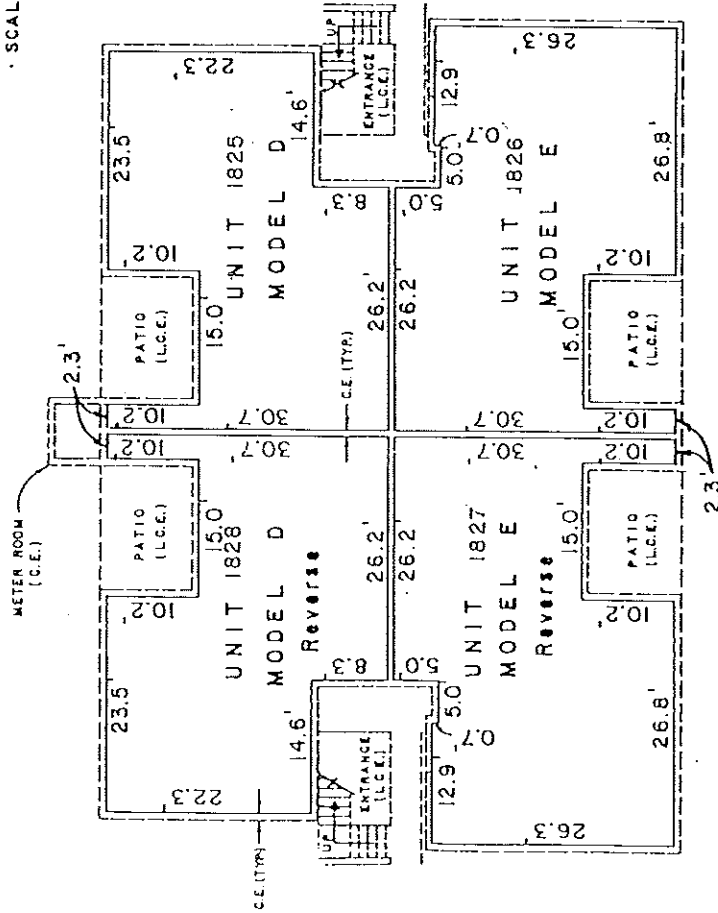 · SCAL
METER ROOM
(C.E.)
2.3'
23.5
10.2'
PATIO
(L.C.E.)
15.0'
10.2'
10.2'
PATIO
(L.C.E.)
15.0
10.2'
23.5'
22.3
C.E. (TYP.)
UNIT 1828
MODEL D
Reverse
30.7'
30.7'
UNIT 1825
MODEL D
22.3'
14.6'
8.3'
26.2'
C.E. (TYP.)
26.2'
8.3'
14.6'
UP
ENTRANCE
(L.C.E.)
UP
ENTRANCE
(L.C.E.)
12.9
0.7'
5.0
5.0
26.2
26.2
5.0'
5.0'
0.7
12.9
26.3
UNIT 1827
MODEL E
Reverse
30.7'
30.7'
UNIT 1826
MODEL E
26.3'
26.8'
10.2'
15.0'
PATIO
(L.C.E.)
10.2'
10.2'
15.0'
PATIO
(L.C.E.)
10.2'
26.8'
2.3'